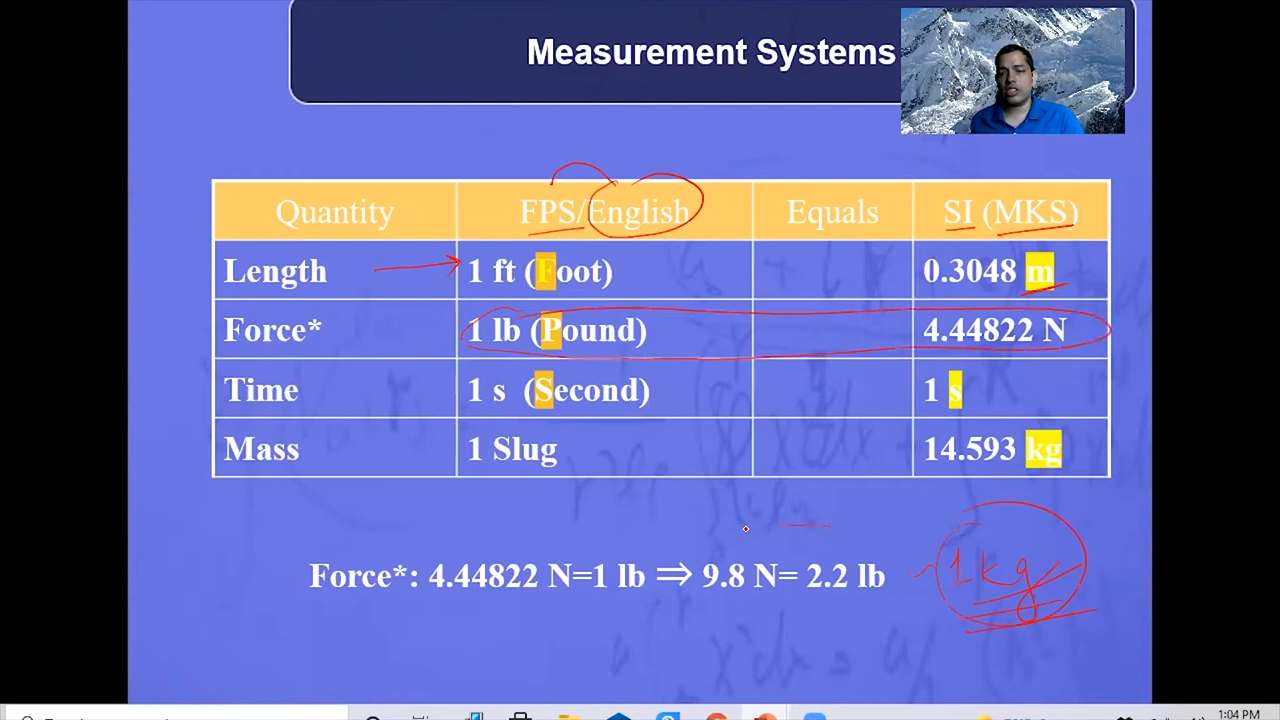 Measurement Systems
Quantity FPS/English Equals SI (MKS)
Length 1 ft (Foot) 0.3048 m
Force* 1 lb (Pound) 4.44822 N
Time 1 s (Second) 1 s
Mass 1 Slug 14.593 kg
Force*: 4.44822 N=1 lb ⇒ 9.8 N= 2.2 lb ~ 1 kg
1:04 PM